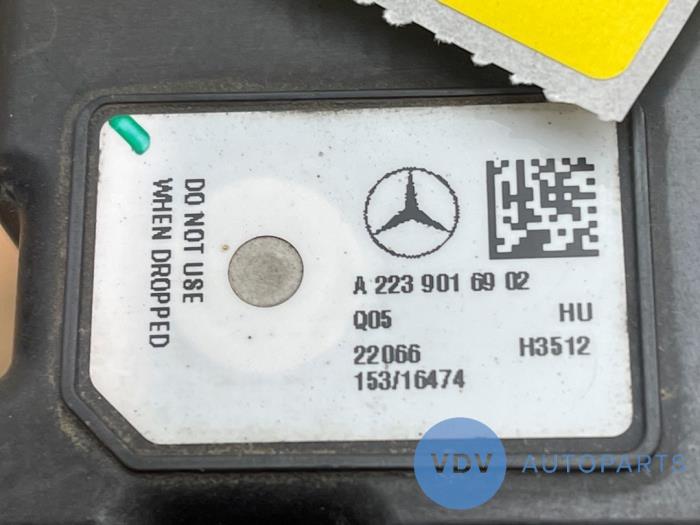 DO NOT USE
WHEN DROPPED
A 223 901 69 02
Q05 HU
22066 H3512
153/16474
VDV AUTOPARTS